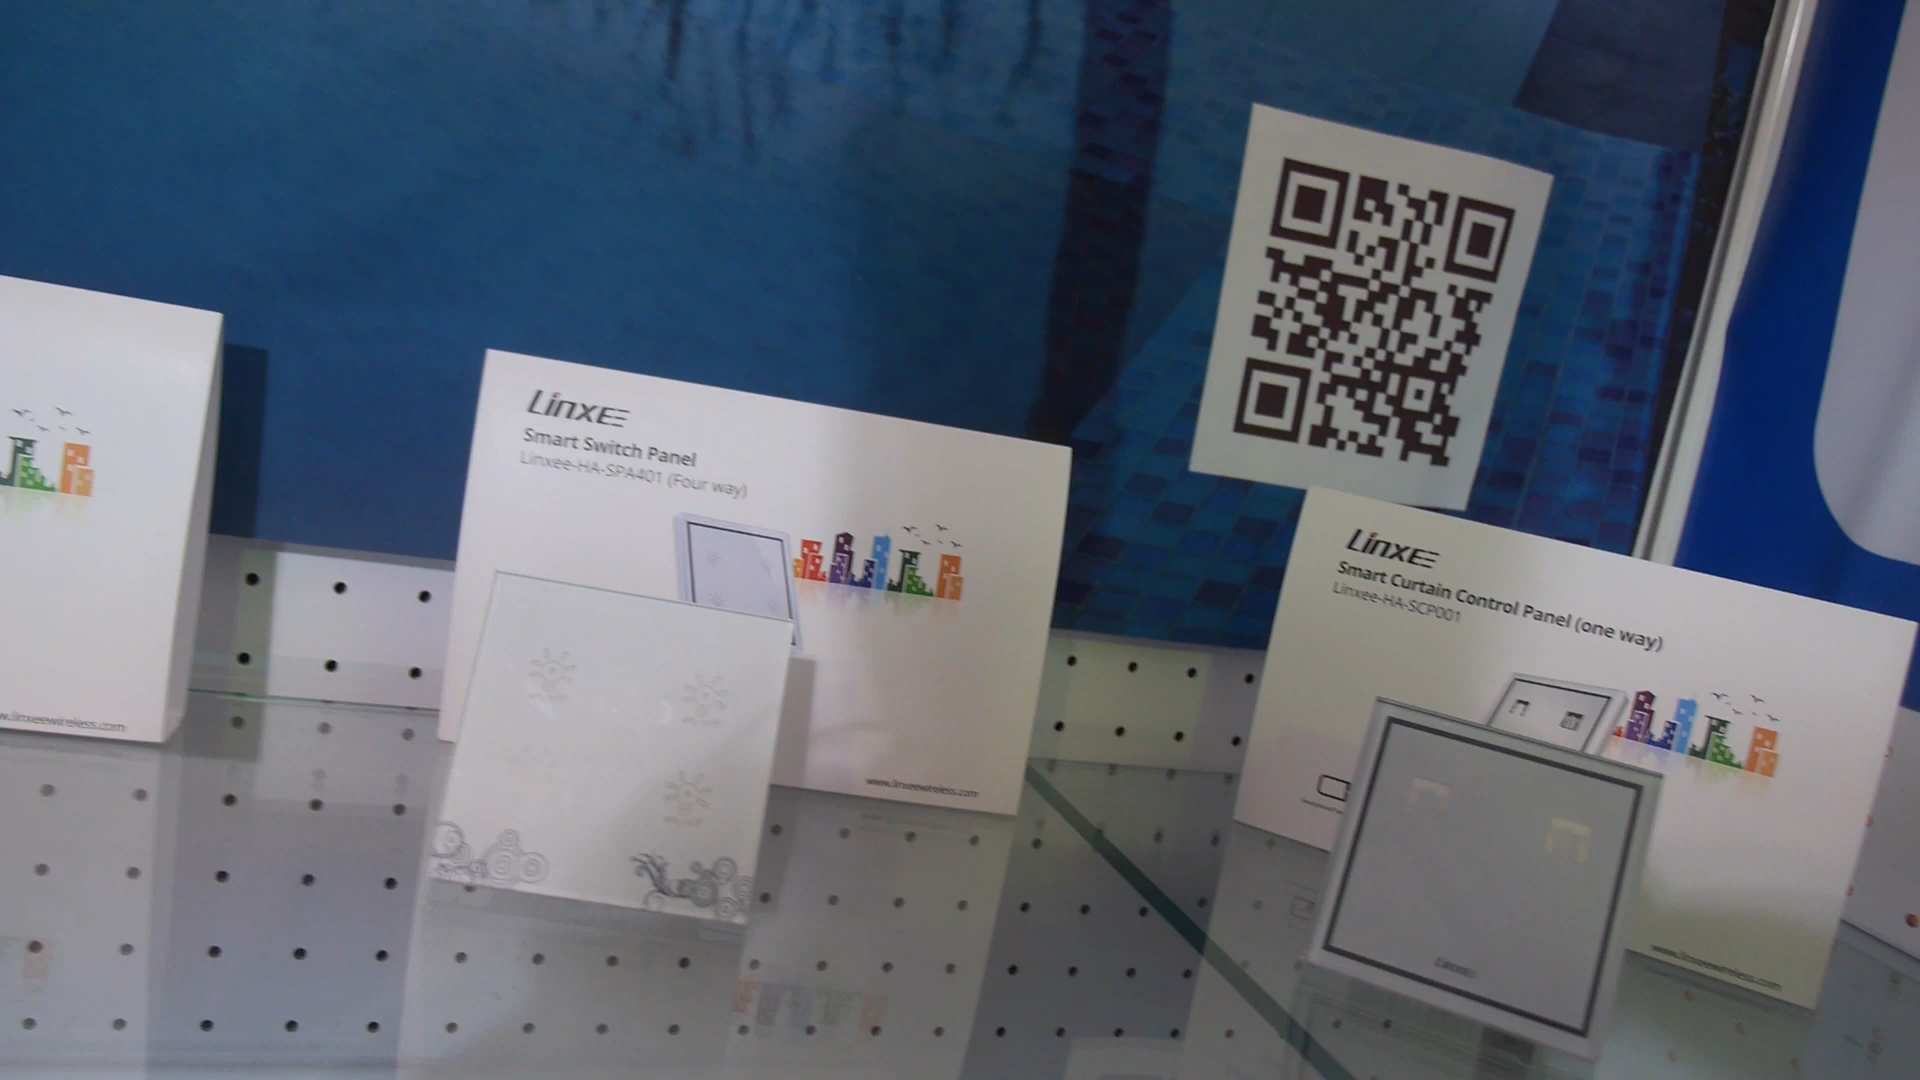 www.linxeewireless.com
LinxEE
Smart Switch Panel
Linxee-HA-SPA401 (Four way)
www.linxeewireless.com
LinxEE
Smart Curtain Control Panel (one way)
Linxee-HA-SCP001
LinxEE
www.linxeewireless.com